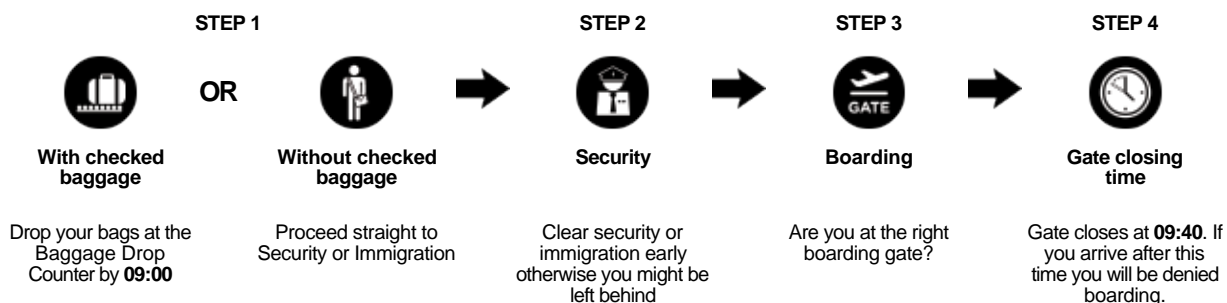 STEP 1
With checked
baggage
Drop your bags at the
Baggage Drop
Counter by 09:00
OR
Without checked
baggage
Proceed straight to
Security or Immigration
STEP 2
Security
Clear security or
immigration early
otherwise you might be
left behind
STEP 3
GATE
Boarding
Are you at the right
boarding gate?
STEP 4
Gate closing
time
Gate closes at 09:40. If
you arrive after this
time you will be denied
boarding.